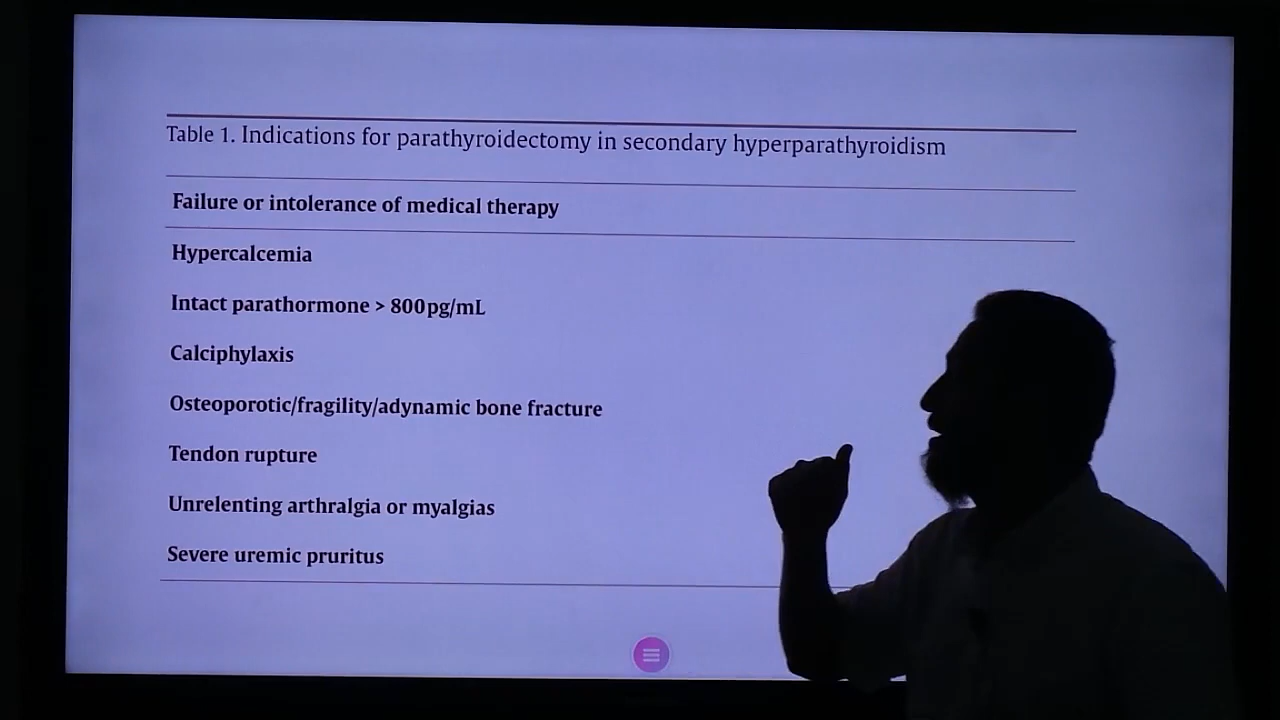 Table 1. Indications for parathyroidectomy in secondary hyperparathyroidism
Failure or intolerance of medical therapy
Hypercalcemia
Intact parathormone > 800pg/mL
Calciphylaxis
Osteoporotic/fragility/adynamic bone fracture
Tendon rupture
Unrelenting arthralgia or myalgias
Severe uremic pruritus